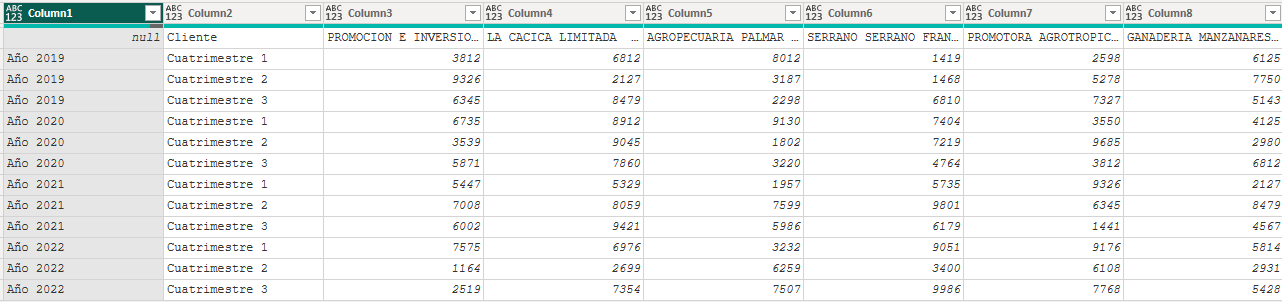 ABC 123 Column1 ABC 123 Column2 ABC 123 Column3 ABC 123 Column4 ABC 123 Column5 ABC 123 Column6 ABC 123 Column7 ABC 123 Column8
null Cliente PROMOCION E INVERSIO... LA CACICA LIMITADA ... AGROPECUARIA PALMAR ... SERRANO SERRANO FRAN... PROMOTORA AGROTROPIC... GANADERIA MANZANARES...
Año 2019 Cuatrimestre 1 3812 6812 8012 1419 2598 6125
Año 2019 Cuatrimestre 2 9326 2127 3187 1468 5278 7750
Año 2019 Cuatrimestre 3 6345 8479 2298 6810 7327 5143
Año 2020 Cuatrimestre 1 6735 8912 9130 7404 3550 4125
Año 2020 Cuatrimestre 2 3539 9045 1802 7219 9685 2980
Año 2020 Cuatrimestre 3 5871 7860 3220 4764 3812 6812
Año 2021 Cuatrimestre 1 5447 5329 1957 5735 9326 2127
Año 2021 Cuatrimestre 2 7008 8059 7599 9801 6345 8479
Año 2021 Cuatrimestre 3 6002 9421 5986 6179 1441 4567
Año 2022 Cuatrimestre 1 7575 6976 3232 9051 9176 5814
Año 2022 Cuatrimestre 2 1164 2699 6259 3400 6108 2931
Año 2022 Cuatrimestre 3 2519 7354 7507 9986 7768 5428